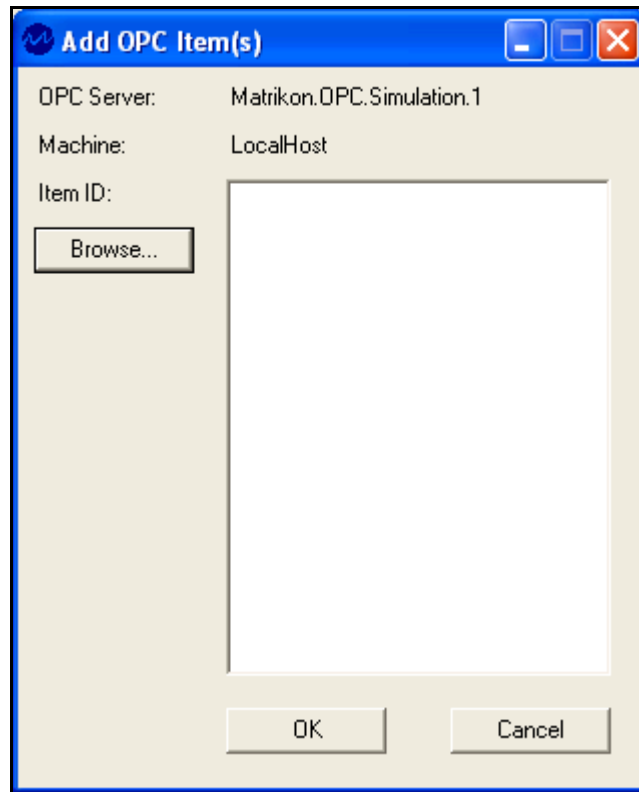 Add OPC Item(s)
OPC Server: Matrikon.OPC.Simulation.1
Machine: LocalHost
Item ID:
Browse...
OK Cancel